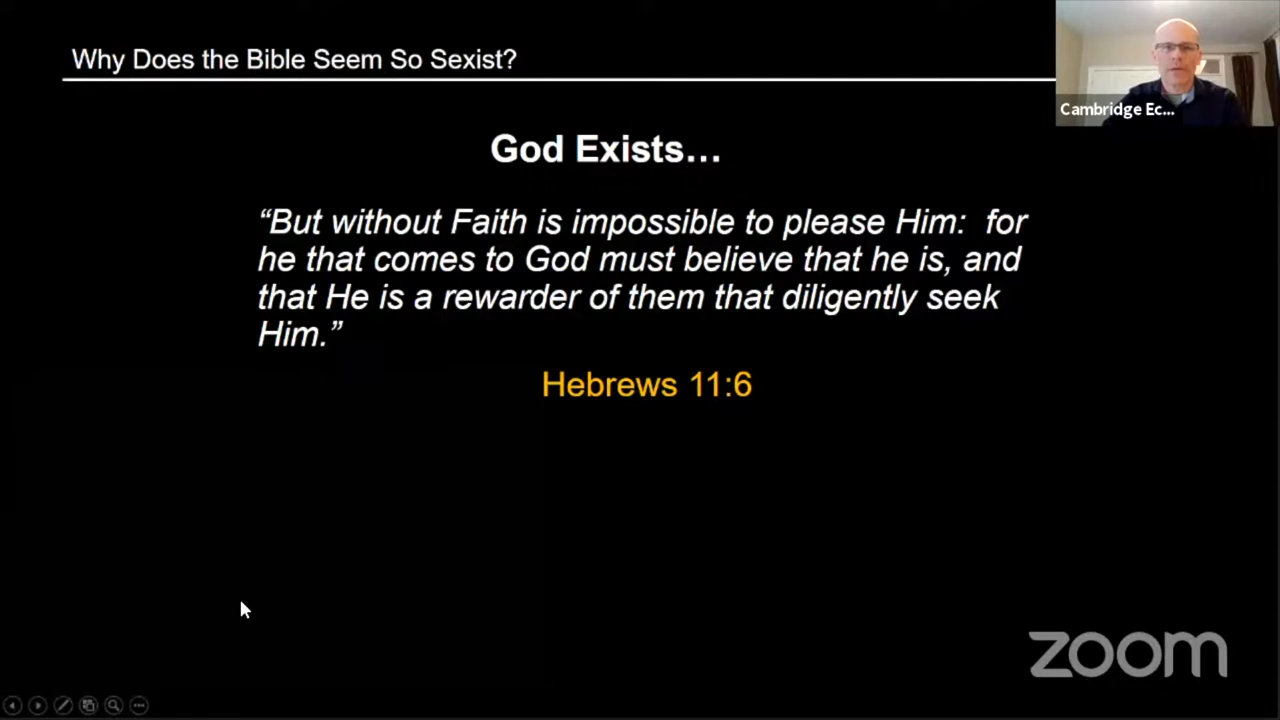 Why Does the Bible Seem So Sexist?
Cambridge Ec...
God Exists…
“But without Faith is impossible to please Him:  for
he that comes to God must believe that he is, and
that He is a rewarder of them that diligently seek
Him.”
Hebrews 11:6
zoom